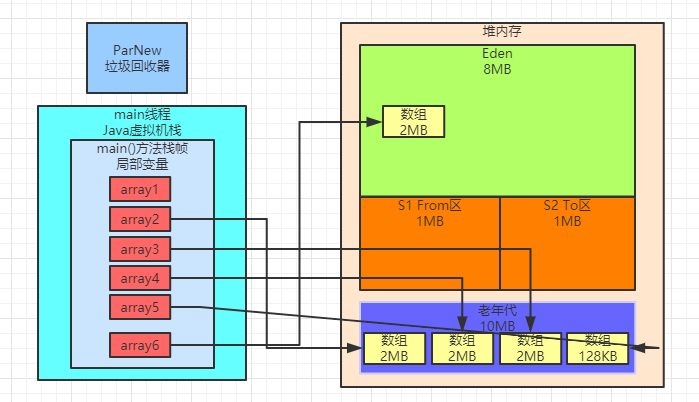 ParNew
垃圾回收器
main线程
Java虚拟机栈
main()方法栈帧
局部变量
array1
array2
array3
array4
array5
array6
堆内存
Eden
8MB
数组
2MB
S1 From区
1MB
S2 To区
1MB
老年代
10MB
数组
2MB
数组
2MB
数组
2MB
数组
128KB